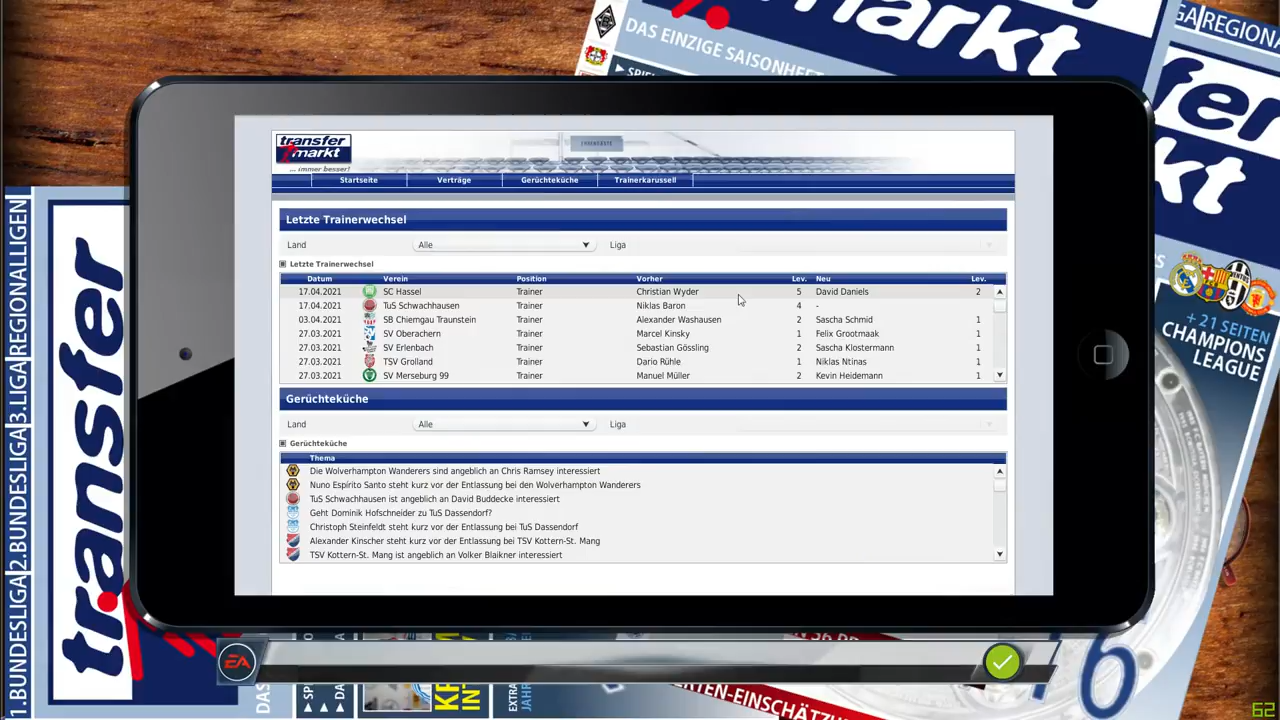 markt
DAS EINZIGE SAISONHEFT
transfer
markt
... immer besser!
Startseite Verträge Gerüchteküche Trainerkarussell
Letzte Trainerwechsel
Land Alle Liga
Letzte Trainerwechsel
Datum Verein Position Vorher Lev. Neu Lev.
17.04.2021 SC Hassel Trainer Christian Wyder 5 David Daniels 2
17.04.2021 TuS Schwachhausen Trainer Niklas Baron 4 -
03.04.2021 SB Chiemgau Traunstein Trainer Alexander Washausen 2 Sascha Schmid 1
27.03.2021 SV Oberachern Trainer Marcel Kinsky 1 Felix Grootmaak 1
27.03.2021 SV Erlenbach Trainer Sebastian Gössling 2 Sascha Klostermann 1
27.03.2021 TSV Grolland Trainer Dario Rühle 1 Niklas Ntinas 1
27.03.2021 SV Merseburg 99 Trainer Manuel Müller 2 Kevin Heidemann 1
Gerüchteküche
Land Alle Liga
Gerüchteküche
Thema
Die Wolverhampton Wanderers sind angeblich an Chris Ramsey interessiert
Nuno Espírito Santo steht kurz vor der Entlassung bei den Wolverhampton Wanderers
TuS Schwachhausen ist angeblich an David Buddecke interessiert
Geht Dominik Hofschneider zu TuS Dassendorf?
Christoph Steinfeldt steht kurz vor der Entlassung bei TuS Dassendorf
Alexander Kinscher steht kurz vor der Entlassung bei TSV Kottern-St. Mang
TSV Kottern-St. Mang ist angeblich an Volker Blaikner interessiert
1.BUNDESLIGA 2.BUNDESLIGA 3.LIGA REGIONALLIGEN
transfer
+ 21 SEITEN
CHAMPIONS
LEAGUE
EA
62